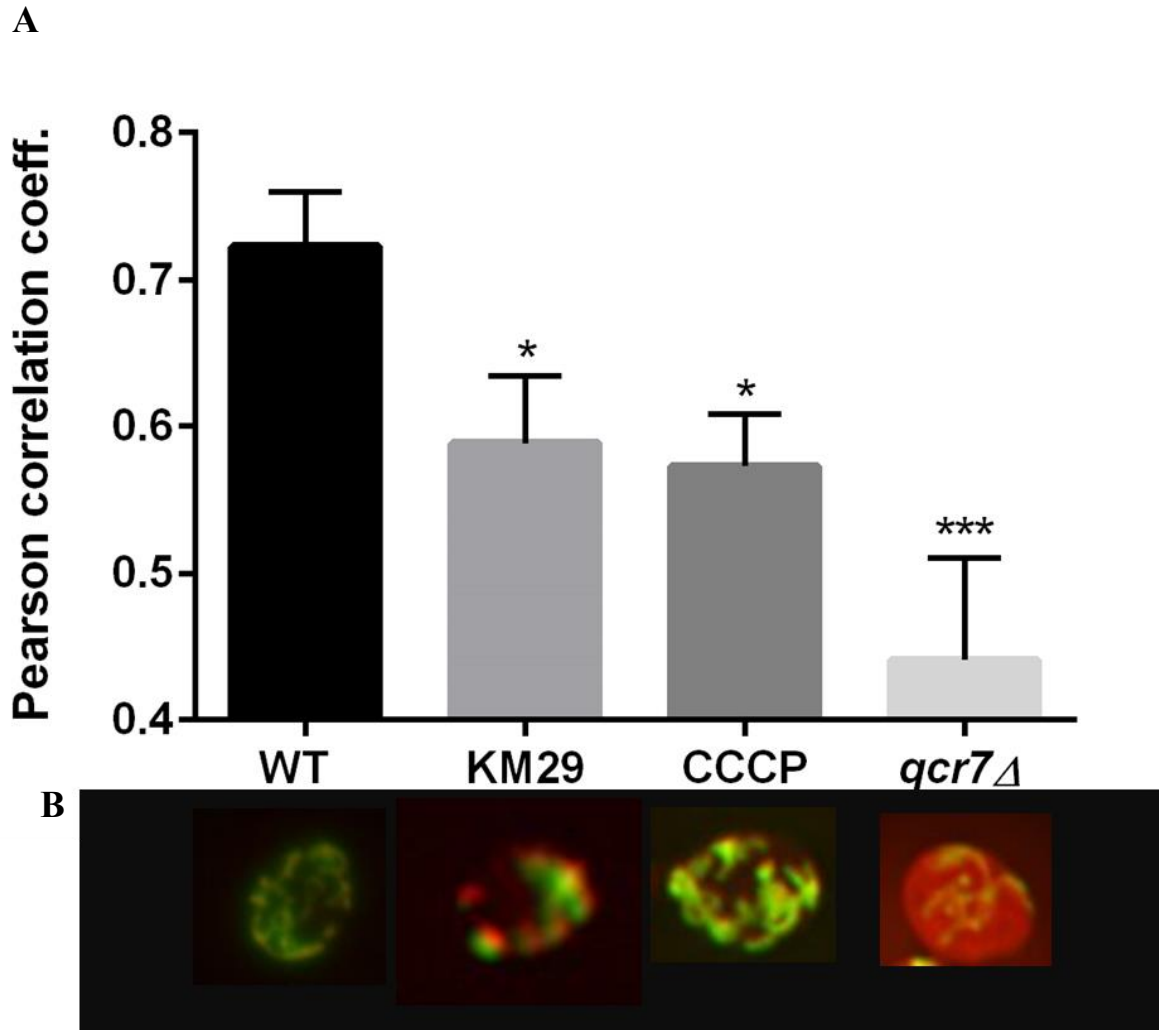 A
Pearson correlation coeff.
0.8
0.7
0.6
0.5
0.4
*
*
***
WT KM29 CCCP qcr7Δ
B